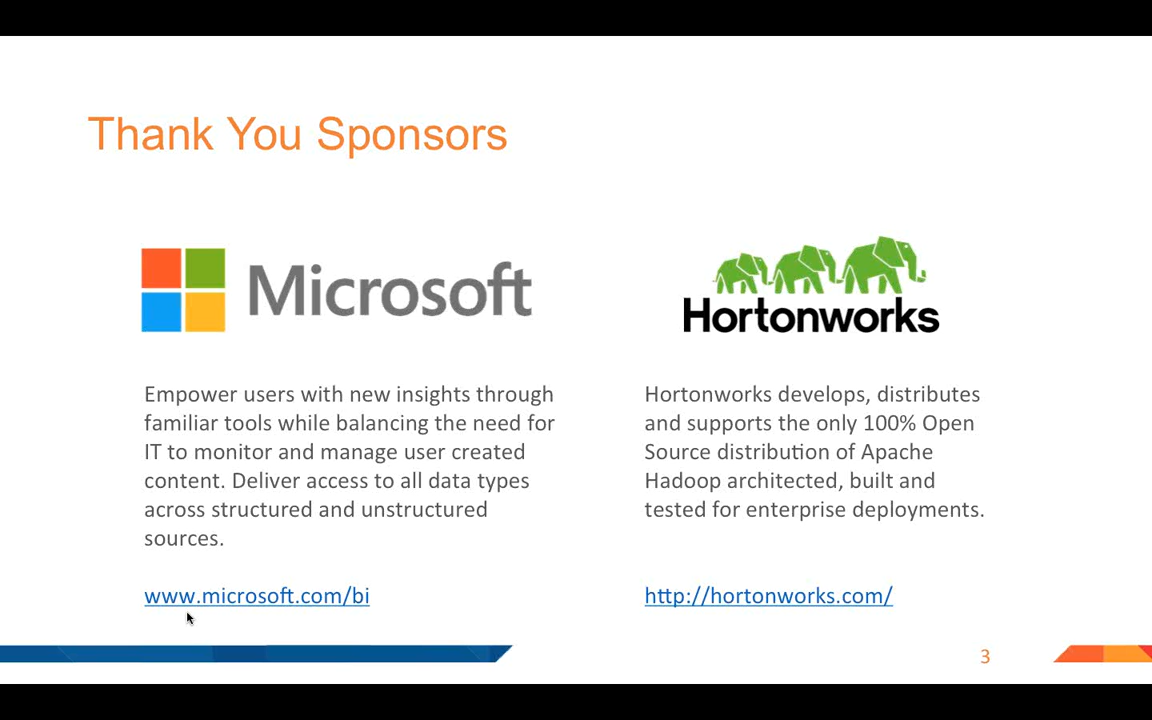 Thank You Sponsors
Microsoft
Hortonworks
Empower users with new insights through
familiar tools while balancing the need for
IT to monitor and manage user created
content. Deliver access to all data types
across structured and unstructured
sources.
www.microsoft.com/bi
Hortonworks develops, distributes
and supports the only 100% Open
Source distribution of Apache
Hadoop architected, built and
tested for enterprise deployments.
http://hortonworks.com/
3